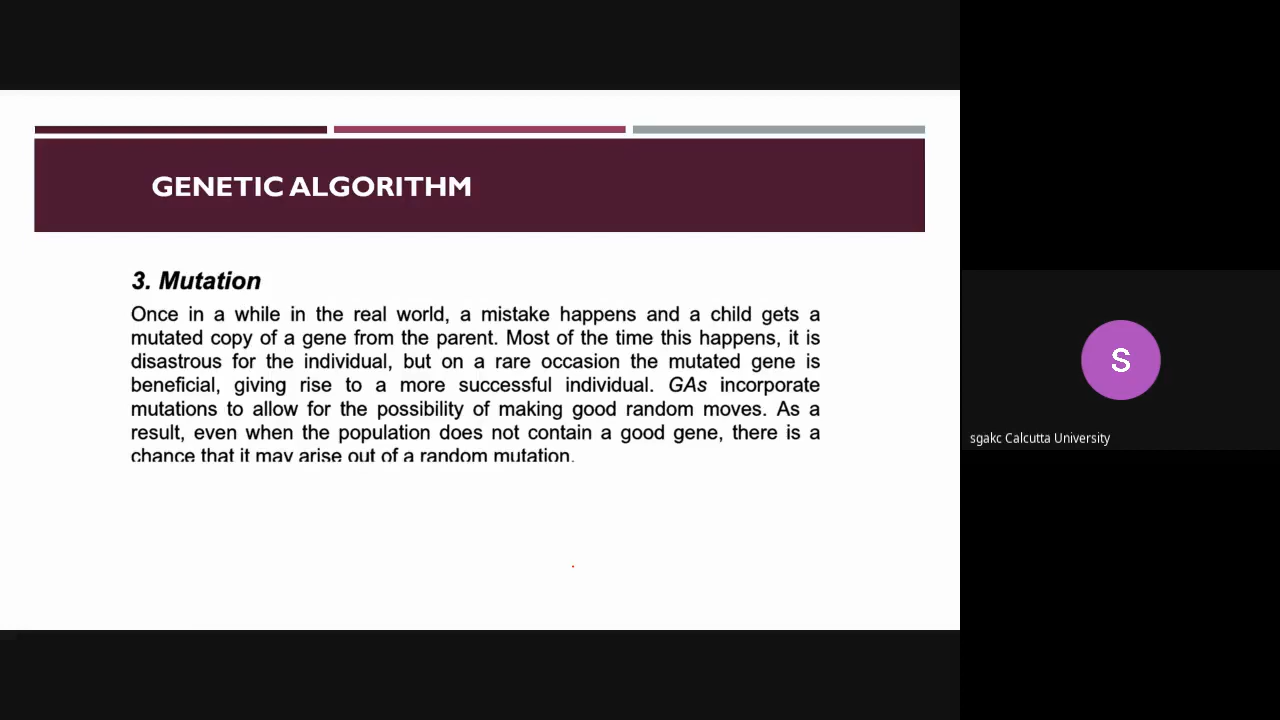 GENETIC ALGORITHM
3. Mutation
Once in a while in the real world, a mistake happens and a child gets a
mutated copy of a gene from the parent. Most of the time this happens, it is
disastrous for the individual, but on a rare occasion the mutated gene is
beneficial, giving rise to a more successful individual. GAs incorporate
mutations to allow for the possibility of making good random moves. As a
result, even when the population does not contain a good gene, there is a
chance that it may arise out of a random mutation.
S
sgakc Calcutta University